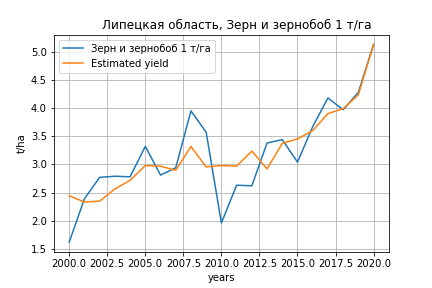 Липецкая область, Зерн и зернобоб 1 т/га
Зерн и зернобоб 1 т/га
Estimated yield
5.0
4.5
4.0
3.5
3.0
2.5
2.0
1.5
t/ha
2000.0 2002.5 2005.0 2007.5 2010.0 2012.5 2015.0 2017.5 2020.0
years